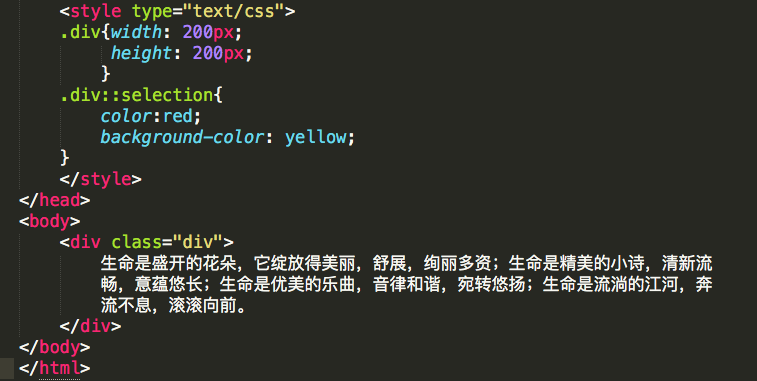 <style type="text/css">
.div{width: 200px;
height: 200px;
}
.div::selection{
color:red;
background-color: yellow;
}
</style>
</head>
<body>
<div class="div">
生命是盛开的花朵，它绽放得美丽，舒展，绚丽多资；生命是精美的小诗，清新流
畅，意蕴悠长；生命是优美的乐曲，音律和谐，宛转悠扬；生命是流淌的江河，奔
流不息，滚滚向前。
</div>
</body>
</html>